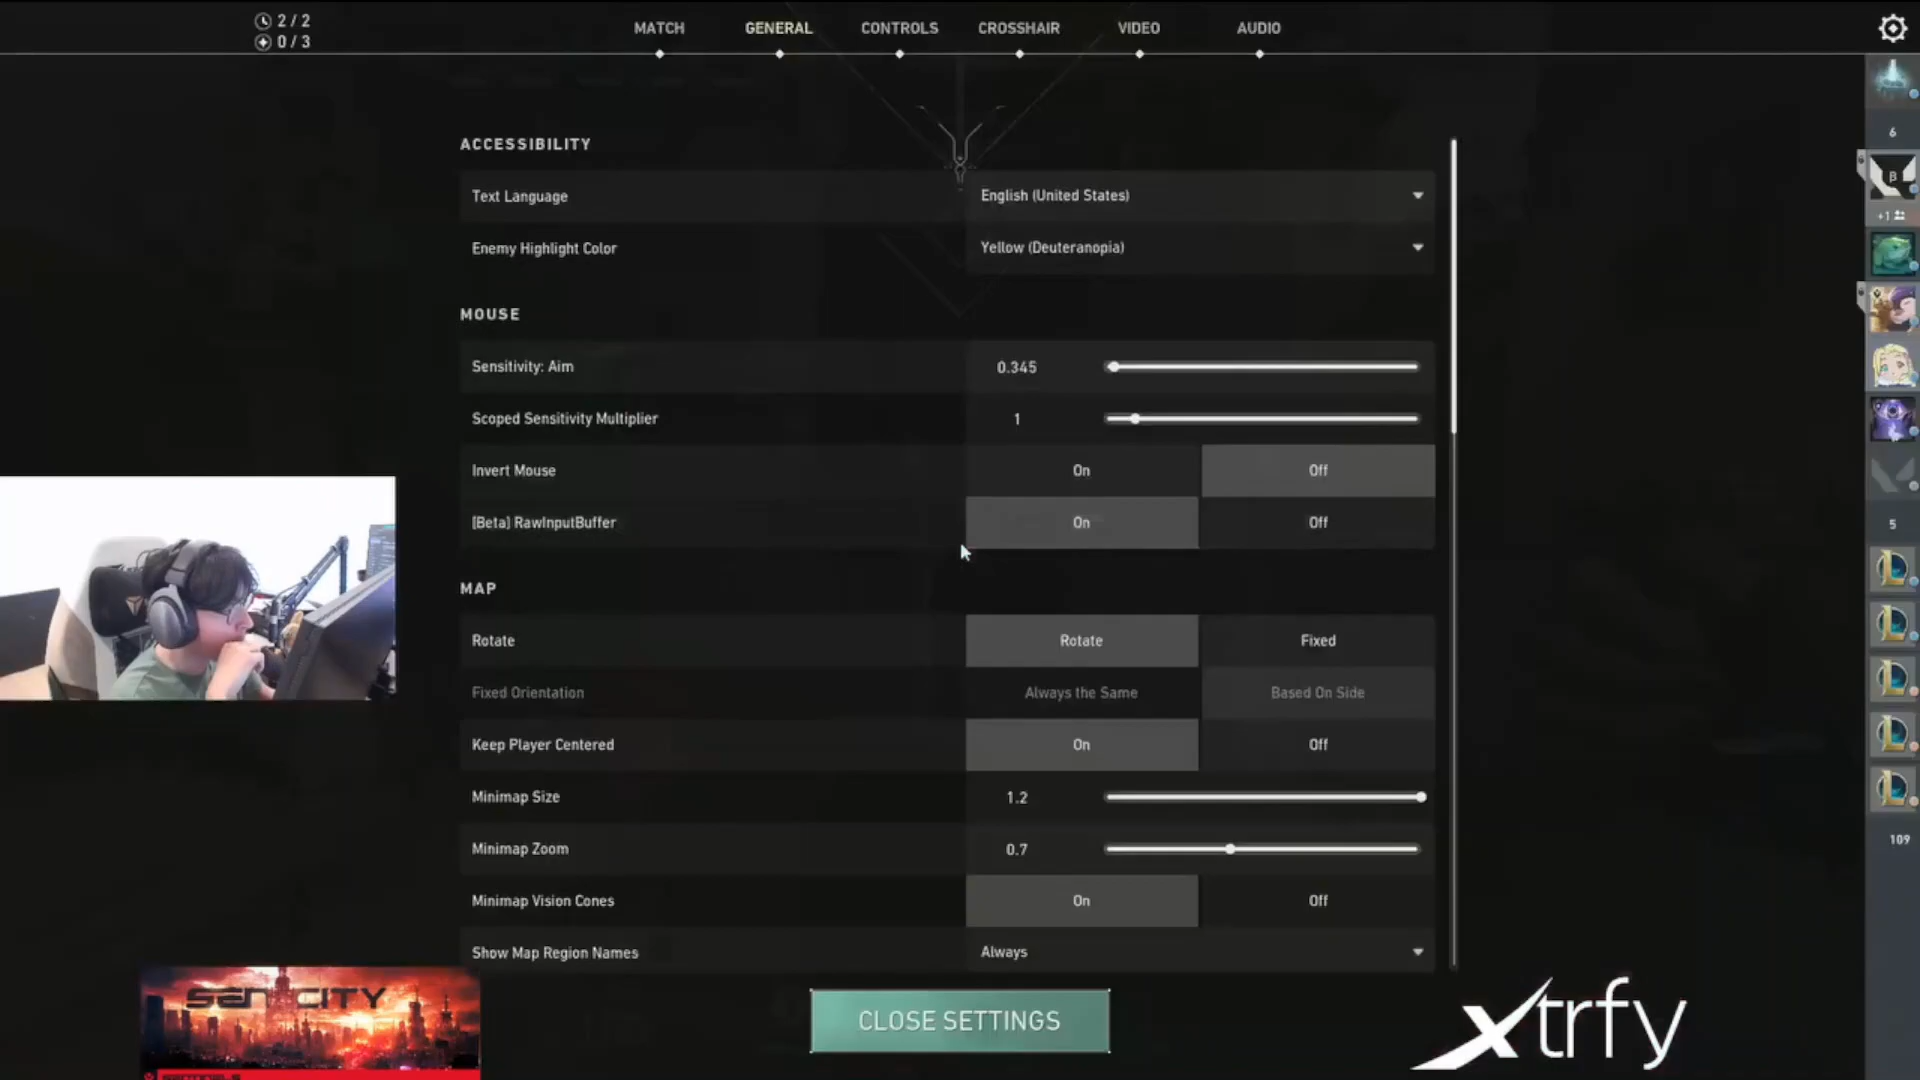 2 / 2
0 / 3
MATCH GENERAL CONTROLS CROSSHAIR VIDEO AUDIO
ACCESSIBILITY
Text Language English (United States)
Enemy Highlight Color Yellow (Deuteranopia)
MOUSE
Sensitivity: Aim 0.345
Scoped Sensitivity Multiplier 1
Invert Mouse On Off
[Beta] RawInputBuffer On Off
MAP
Rotate Rotate Fixed
Fixed Orientation Always the Same Based On Side
Keep Player Centered On Off
Minimap Size 1.2
Minimap Zoom 0.7
Minimap Vision Cones On Off
Show Map Region Names Always
CLOSE SETTINGS
6
β
+1
5
109
SEN CITY
xtrfy